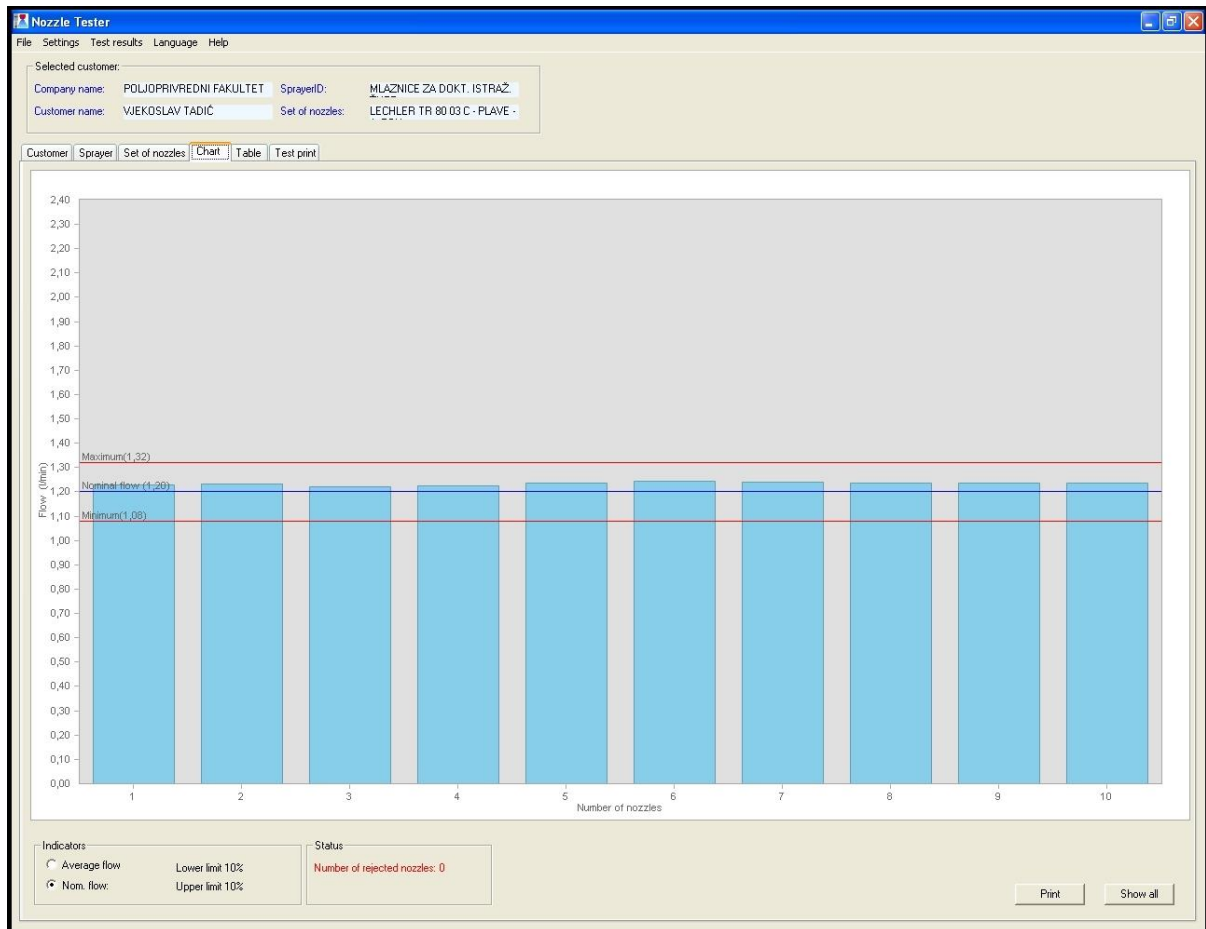 Nozzle Tester
File Settings Test results Language Help
Selected customer:
Company name: POLJOPRIVREDNI FAKULTET SprayerID: MLAZNICE ZA DOKT. ISTRAŽ.
Customer name: VJEKOSLAV TADIĆ Set of nozzles: LECHLER TR 80 03 C - PLAVE -
Customer Sprayer Set of nozzles Chart Table Test print
2,40
2,30
2,20
2,10
2,00
1,90
1,80
1,70
1,60
1,50
1,40
Maximum(1,32)
1,30
Nominal flow (1,20)
1,20
Minimum(1,08)
1,10
Flow (l/min)
1,00
0,90
0,80
0,70
0,60
0,50
0,40
0,30
0,20
0,10
0,00
1 2 3 4 5 6 7 8 9 10
Number of nozzles
Indicators
Average flow Lower limit 10%
Nom. flow: Upper limit 10%
Status
Number of rejected nozzles: 0
Print Show all